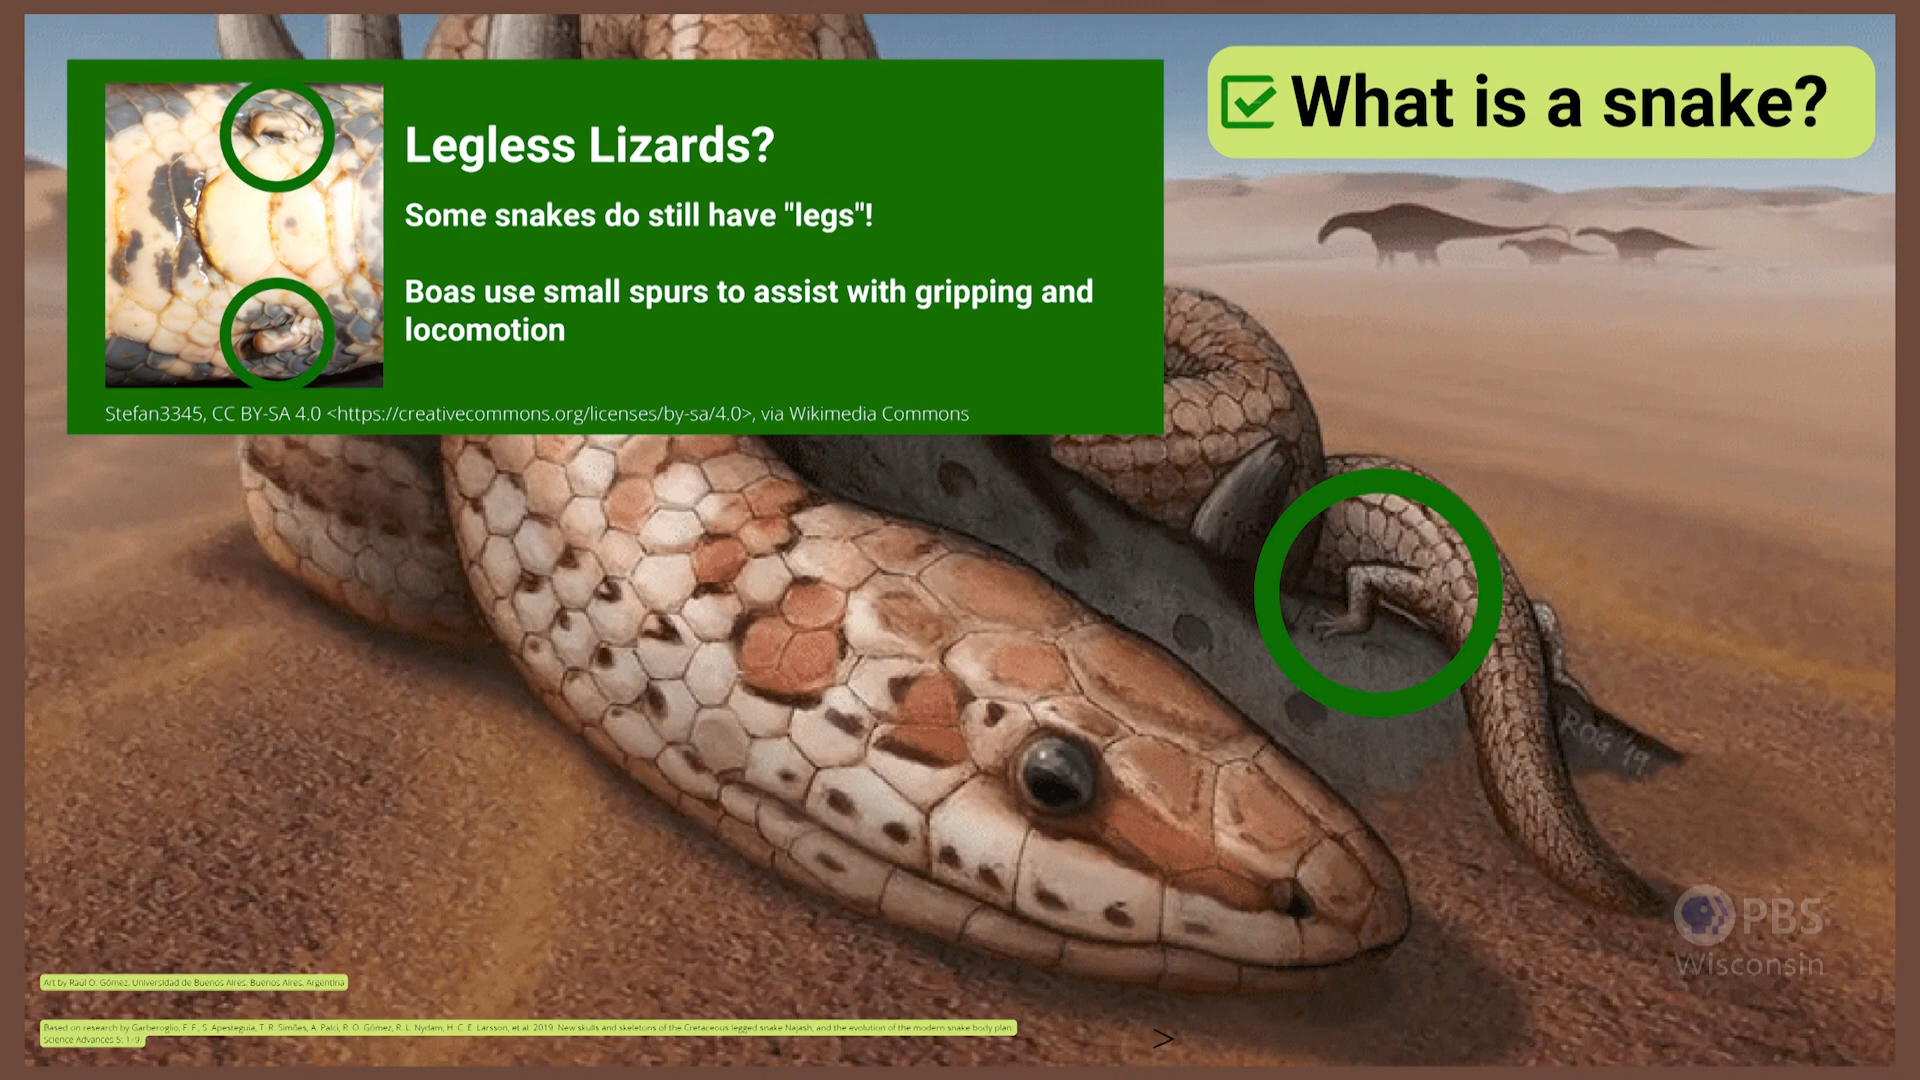 What is a snake?
Legless Lizards?
Some snakes do still have "legs"!
Boas use small spurs to assist with gripping and
locomotion
Stefan3345, CC BY-SA 4.0 <https://creativecommons.org/licenses/by-sa/4.0>, via Wikimedia Commons
ROG '19
PBS
Wisconsin
Art by Raúl O. Gómez, Universidad de Buenos Aires, Buenos Aires, Argentina
Based on research by Garberoglio, F. F., S. Apesteguía, T. R. Simões, A. Palci, R. O. Gómez, R. L. Nydam, H. C. E. Larsson, et al. 2019. New skulls and skeletons of the Cretaceous legged snake Najash, and the evolution of the modern snake body plan.
Science Advances 5: 1-9.
>